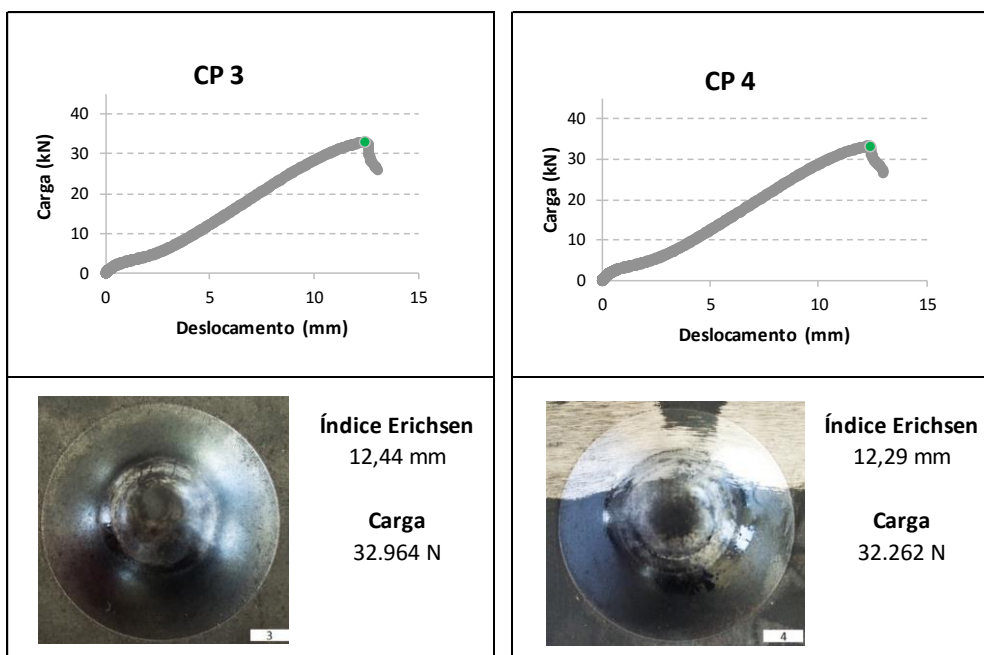 CP 3
Carga (kN)
40
30
20
10
0
0 5 10 15
Deslocamento (mm)
Índice Erichsen
12,44 mm
Carga
32.964 N
3
CP 4
Carga (kN)
40
30
20
10
0
0 5 10 15
Deslocamento (mm)
Índice Erichsen
12,29 mm
Carga
32.262 N
4